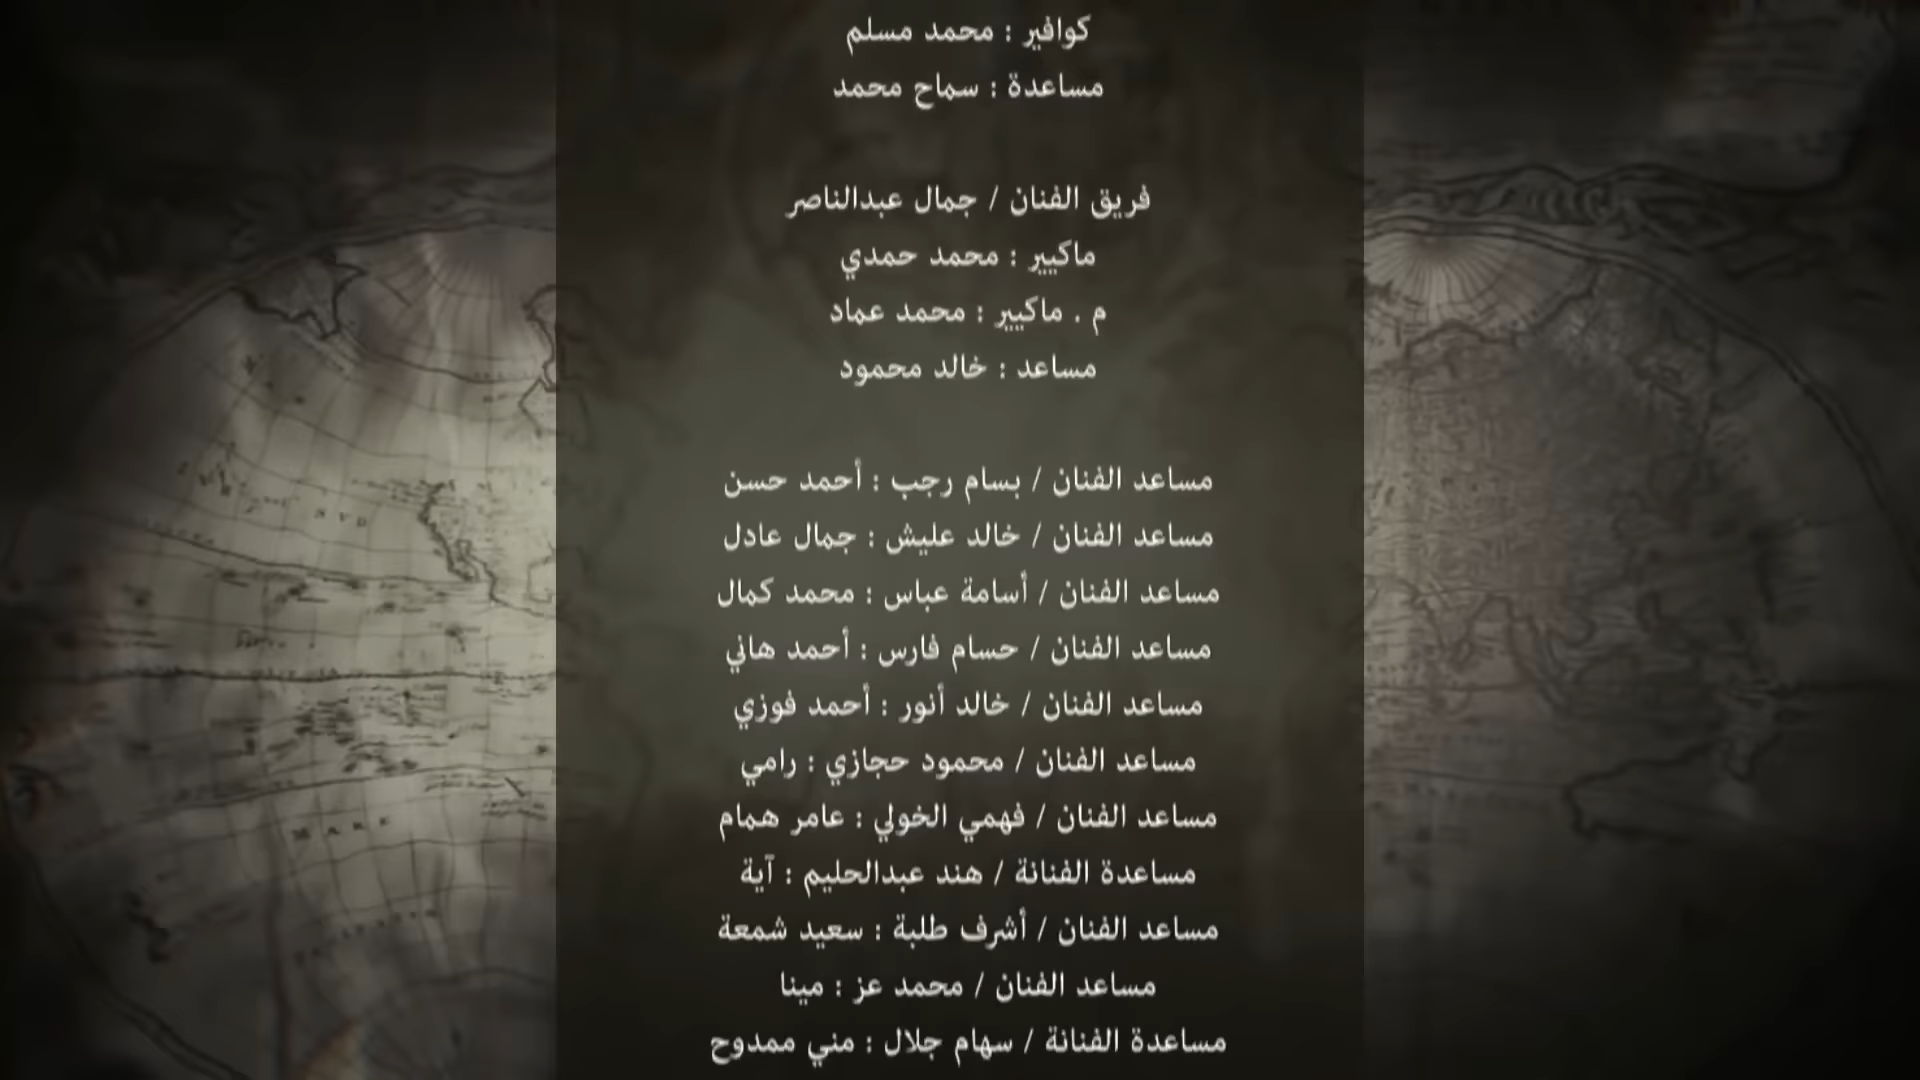 كوافير : محمد مسلم
مساعدة : سماح محمد
فريق الفنان / جمال عبدالناصر
ماكيير : محمد حمدي
م . ماكيير : محمد عماد
مساعد : خالد محمود
مساعد الفنان / بسام رجب : أحمد حسن
مساعد الفنان / خالد عليش : جمال عادل
مساعد الفنان / أسامة عباس : محمد كمال
مساعد الفنان / حسام فارس : أحمد هاني
مساعد الفنان / خالد أنور : أحمد فوزي
مساعد الفنان / محمود حجازي : رامي
مساعد الفنان / فهمي الخولي : عامر همام
مساعدة الفنانة / هند عبدالحليم : آية
مساعد الفنان / أشرف طلبة : سعيد شمعة
مساعد الفنان / محمد عز : مينا
مساعدة الفنانة / سهام جلال : مني ممدوح